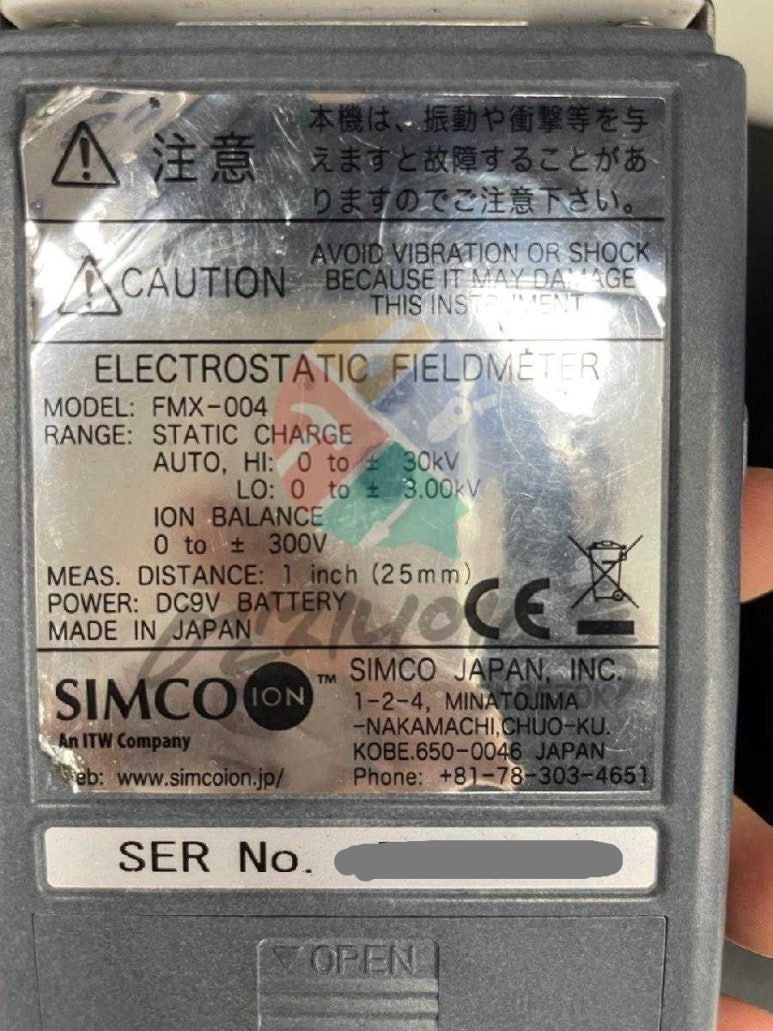 注意
本機は、振動や衝撃等を与
えますと故障することがあ
りますのでご注意下さい。
CAUTION
AVOID VIBRATION OR SHOCK
BECAUSE IT MAY DAMAGE
THIS INSTRUMENT
ELECTROSTATIC FIELDMETER
MODEL: FMX-004
RANGE: STATIC CHARGE
AUTO, HI: 0 to ± 30kV
LO: 0 to ± 3.00kV
ION BALANCE
0 to ± 300V
MEAS. DISTANCE: 1 inch (25mm)
POWER: DC9V BATTERY
MADE IN JAPAN
CE
SIMCO ION ™
An ITW Company
Web: www.simcoion.jp/
SIMCO JAPAN, INC.
1-2-4, MINATOJIMA
-NAKAMACHI,CHUO-KU.
KOBE.650-0046 JAPAN
Phone: +81-78-303-4651
SER No.
OPEN